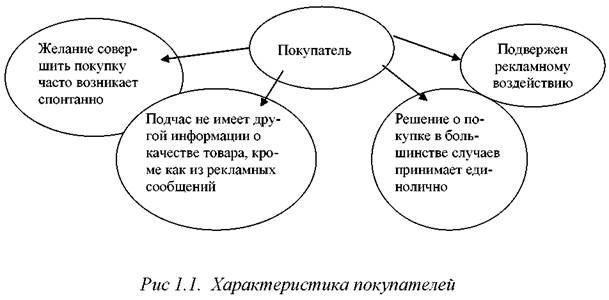 Покупатель
Желание совер-
шить покупку
часто возникает
спонтанно
Подвержен
рекламному
воздействию
Подчас не имеет дру-
гой информации о
качестве товара, кро-
ме как из рекламных
сообщений
Решение о по-
купке в боль-
шинстве случаев
принимает еди-
нолично
Рис 1.1. Характеристика покупателей